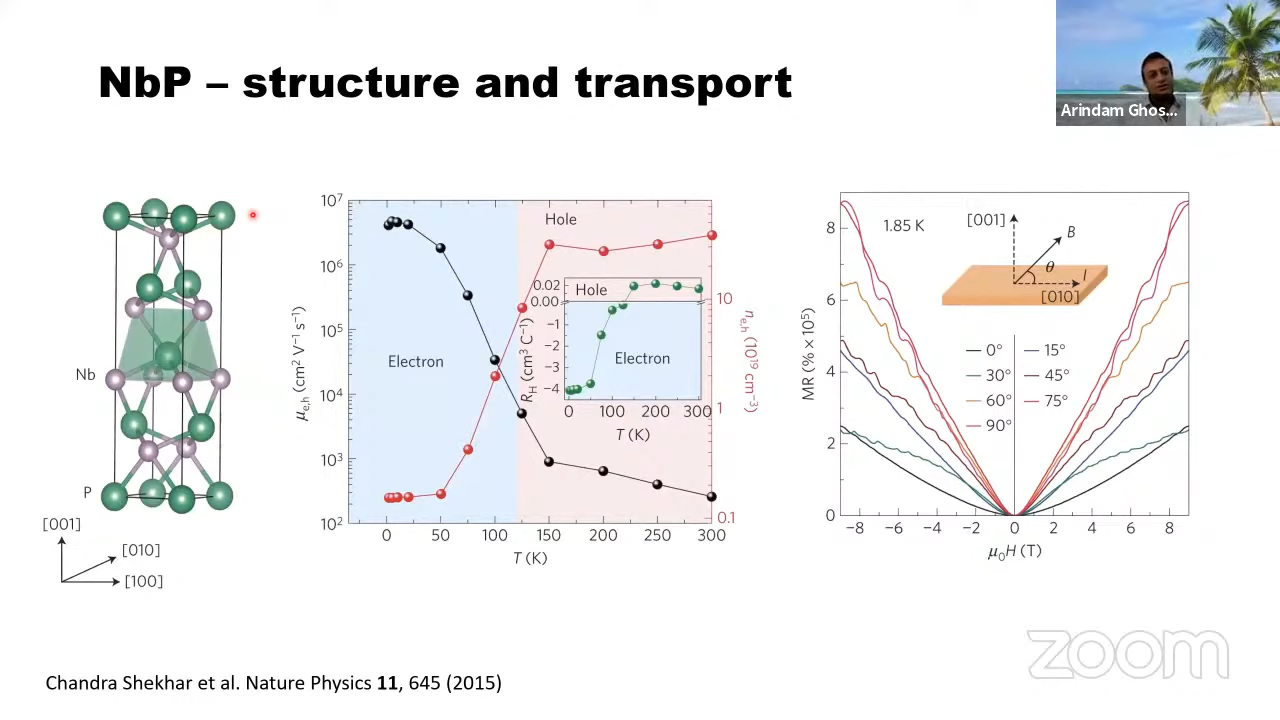 NbP – structure and transport
Arindam Ghos...
Nb
P
[001]
[010]
[100]
10⁷
10⁶
10⁵
10⁴
10³
10²
μe,h (cm² V⁻¹ s⁻¹)
Electron
Hole
0 50 100 150 200 250 300
T (K)
10
1
0.1
ne,h (10¹⁹ cm⁻³)
0.02
0.00
−1
−2
−3
−4
RH (cm³ C⁻¹)
Hole
Electron
0 100 200 300
T (K)
MR (% × 10⁵)
8
6
4
2
0
1.85 K
[001]
B
θ
I
[010]
0° 15°
30° 45°
60° 75°
90°
−8 −6 −4 −2 0 2 4 6 8
μ₀H (T)
zoom
Chandra Shekhar et al. Nature Physics 11, 645 (2015)